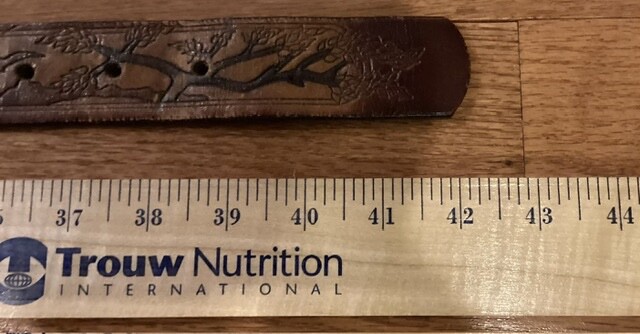 37 38 39 40 41 42 43 44
Trouw Nutrition
INTERNATIONAL